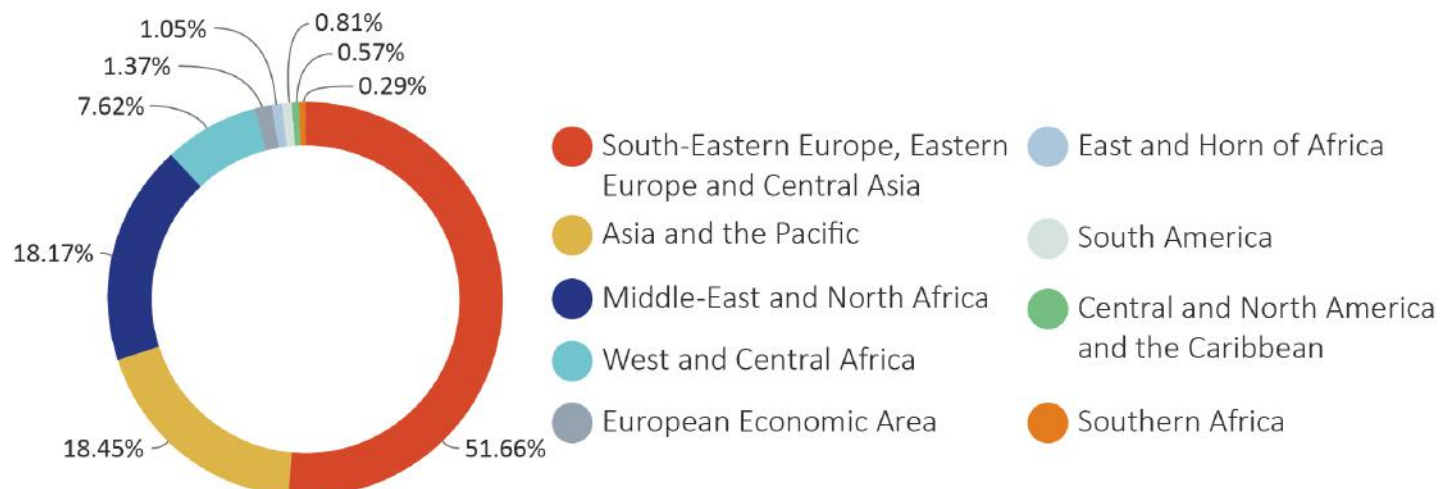 1.05%
0.81%
1.37%
0.57%
7.62%
0.29%
18.17%
18.45%
51.66%
South-Eastern Europe, Eastern
Europe and Central Asia
Asia and the Pacific
Middle-East and North Africa
West and Central Africa
European Economic Area
East and Horn of Africa
South America
Central and North America
and the Caribbean
Southern Africa